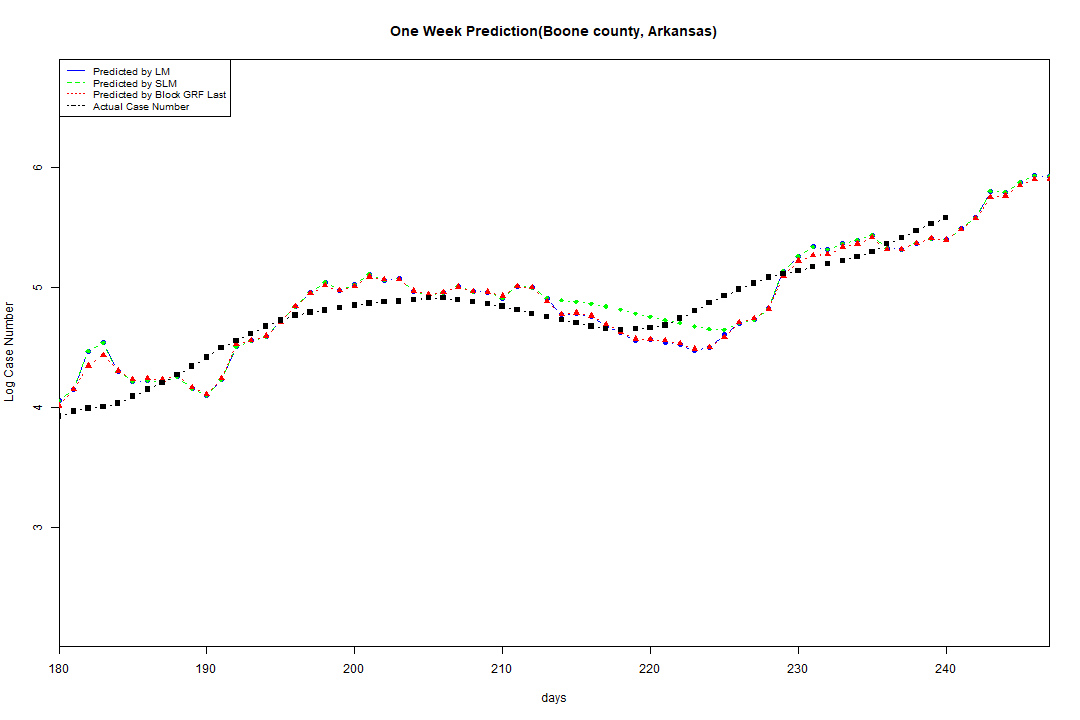 One Week Prediction(Boone county, Arkansas)
Predicted by LM
Predicted by SLM
Predicted by Block GRF Last
Actual Case Number
6
5
4
3
Log Case Number
180 190 200 210 220 230 240
days